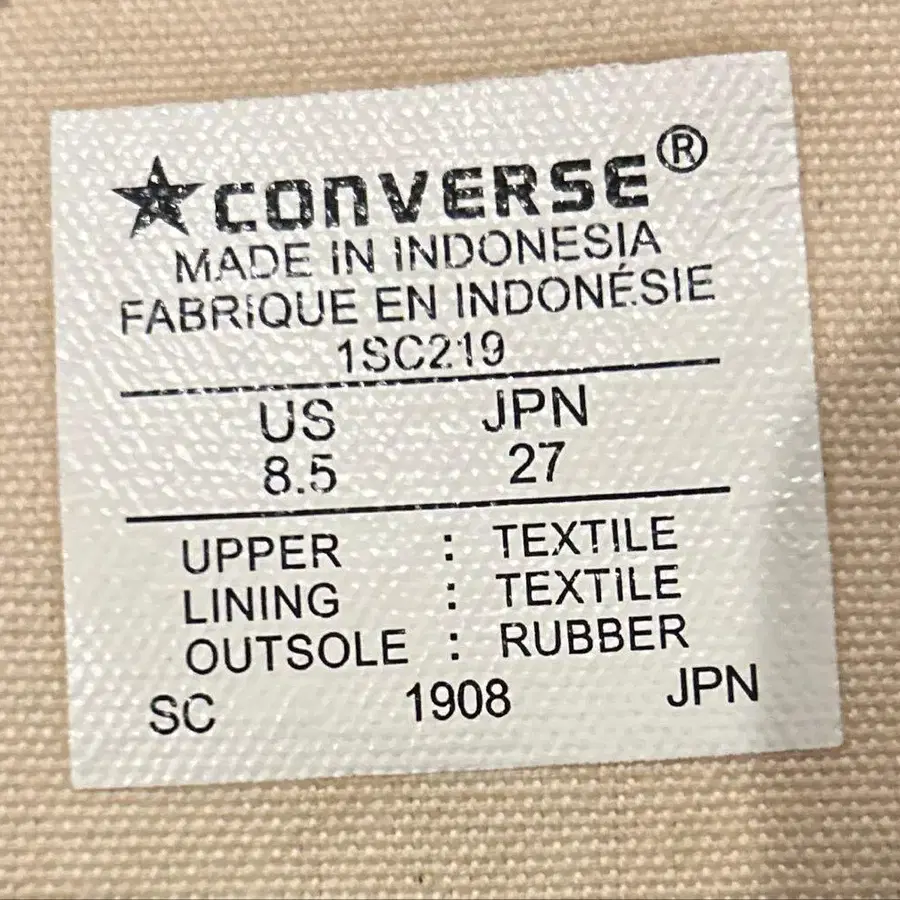 CONVERSE®
MADE IN INDONESIA
FABRIQUE EN INDONÉSIE
1SC219
US JPN
8.5 27
UPPER : TEXTILE
LINING : TEXTILE
OUTSOLE : RUBBER
SC 1908 JPN